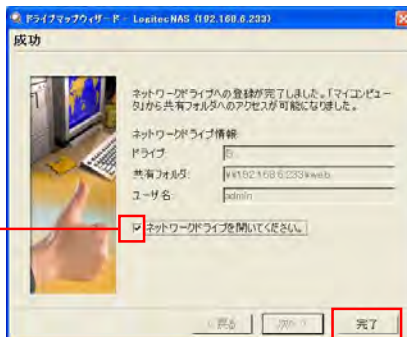 ドライブマップウィザード - LogitecNAS (192.168.6.233)
成功
ネットワークドライブへの登録が完了しました。「マイコンピュー
タ」から共有フォルダへのアクセスが可能になりました。
ネットワークドライブ情報
ドライブ:
共有フォルダ: ¥¥192.168.6.233¥web
ユーザ名: admin
ネットワークドライブを開いてください。
< 戻る 次へ > 完了